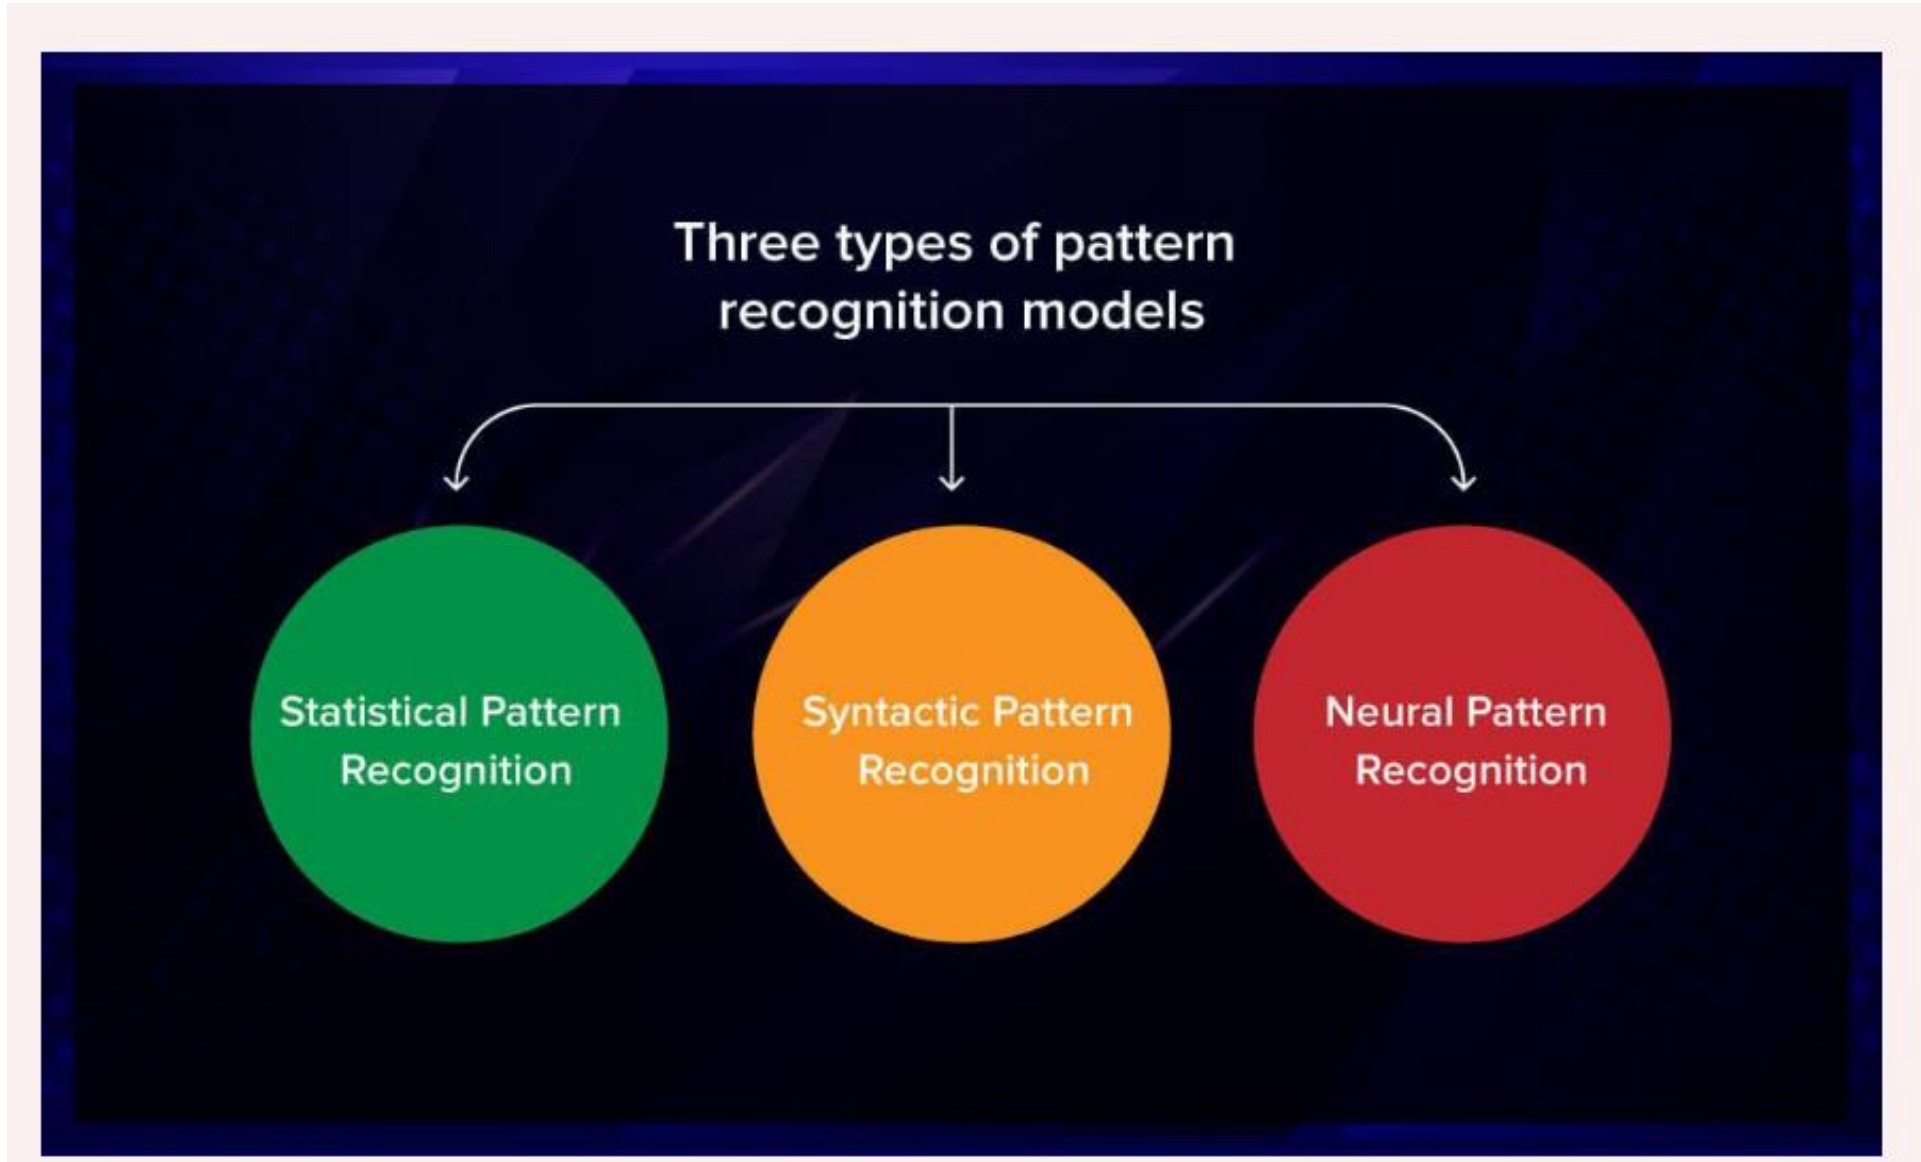 Three types of pattern
recognition models
Statistical Pattern
Recognition
Syntactic Pattern
Recognition
Neural Pattern
Recognition